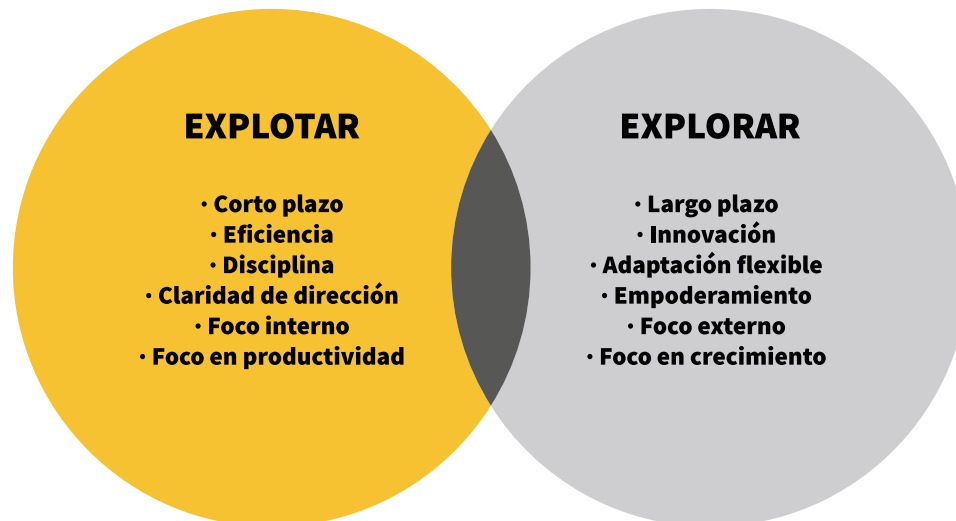 EXPLOTAR
· Corto plazo
· Eficiencia
· Disciplina
· Claridad de dirección
· Foco interno
· Foco en productividad
EXPLORAR
· Largo plazo
· Innovación
· Adaptación flexible
· Empoderamiento
· Foco externo
· Foco en crecimiento